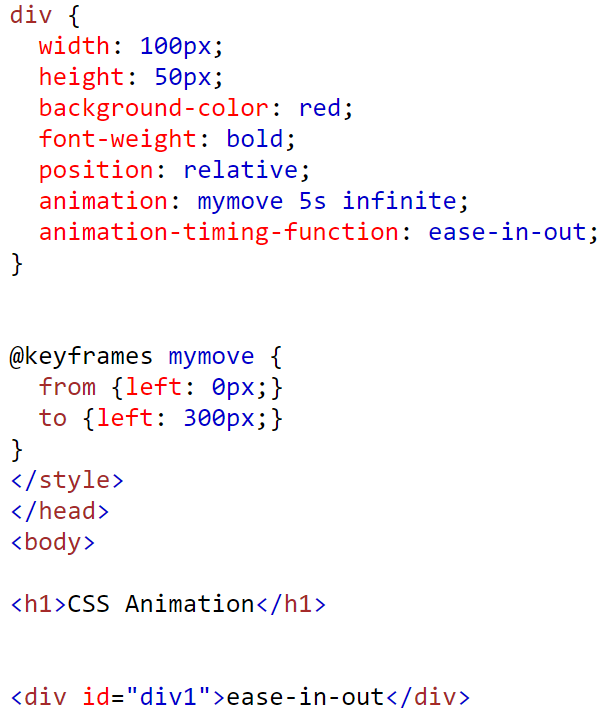 div {
  width: 100px;
  height: 50px;
  background-color: red;
  font-weight: bold;
  position: relative;
  animation: mymove 5s infinite;
  animation-timing-function: ease-in-out;
}
@keyframes mymove {
  from {left: 0px;}
  to {left: 300px;}
}
</style>
</head>
<body>
<h1>CSS Animation</h1>
<div id="div1">ease-in-out</div>